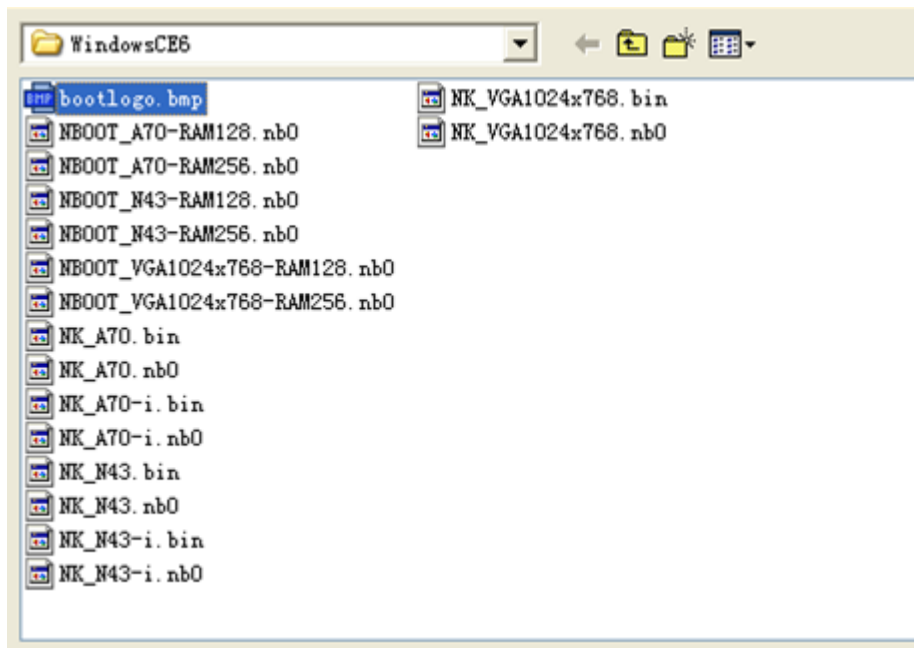 WindowsCE6
bootlogo.bmp
NBOOT_A70-RAM128.nb0
NBOOT_A70-RAM256.nb0
NBOOT_N43-RAM128.nb0
NBOOT_N43-RAM256.nb0
NBOOT_VGA1024x768-RAM128.nb0
NBOOT_VGA1024x768-RAM256.nb0
NK_A70.bin
NK_A70.nb0
NK_A70-i.bin
NK_A70-i.nb0
NK_N43.bin
NK_N43.nb0
NK_N43-i.bin
NK_N43-i.nb0
NK_VGA1024x768.bin
NK_VGA1024x768.nb0